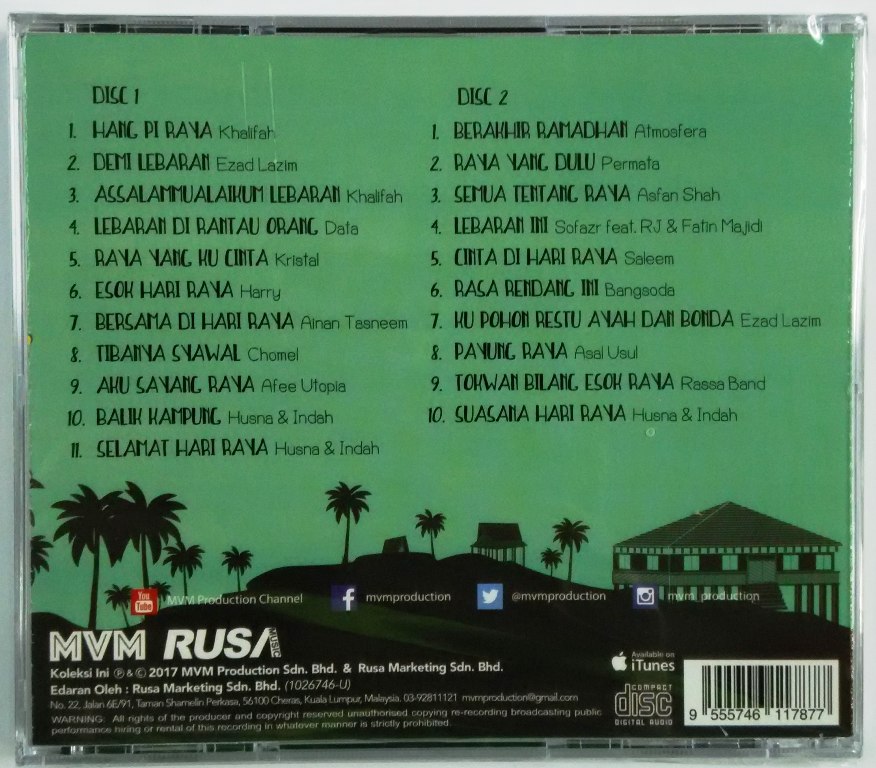 DISC 1
1. HANG PI RAYA Khalifah
2. DEMI LEBARAN Ezad Lazim
3. ASSALAMMUALAIKUM LEBARAN Khalifah
4. LEBARAN DI RANTAU ORANG Data
5. RAYA YANG KU CINTA Kristal
6. ESOK HARI RAYA Harry
7. BERSAMA DI HARI RAYA Ainan Tasneem
8. TIBANYA SYAWAL Chomel
9. AKU SAYANG RAYA Afee Utopia
10. BALIK KAMPUNG Husna & Indah
11. SELAMAT HARI RAYA Husna & Indah
DISC 2
1. BERAKHIR RAMADHAN Atmosfera
2. RAYA YANG DULU Permata
3. SEMUA TENTANG RAYA Asfan Shah
4. LEBARAN INI Sofazr feat. RJ & Fatin Majidi
5. CINTA DI HARI RAYA Saleem
6. RASA RENDANG INI Bangsoda
7. KU POHON RESTU AYAH DAN BONDA Ezad Lazim
8. PAYUNG RAYA Asal Usul
9. TOKWAN BILANG ESOK RAYA Rassa Band
10. SUASANA HARI RAYA Husna & Indah
You Tube MVM Production Channel f mvmproduction @mvmproduction mvm_production
MVM RUSA MUSIC
Koleksi Ini ℗ & © 2017 MVM Production Sdn. Bhd. & Rusa Marketing Sdn. Bhd.
Edaran Oleh : Rusa Marketing Sdn. Bhd. (1026746-U)
No. 22, Jalan 6E/91, Taman Shamelin Perkasa, 56100 Cheras, Kuala Lumpur, Malaysia. 03-92811121 mvmproduction@gmail.com
WARNING: All rights of the producer and copyright reserved unauthorised copying re-recording broadcasting public
performance hiring or rental of this recording in whatever manner is strictly prohibited.
Available on
iTunes
COMPACT
disc
DIGITAL AUDIO
9 555746 117877